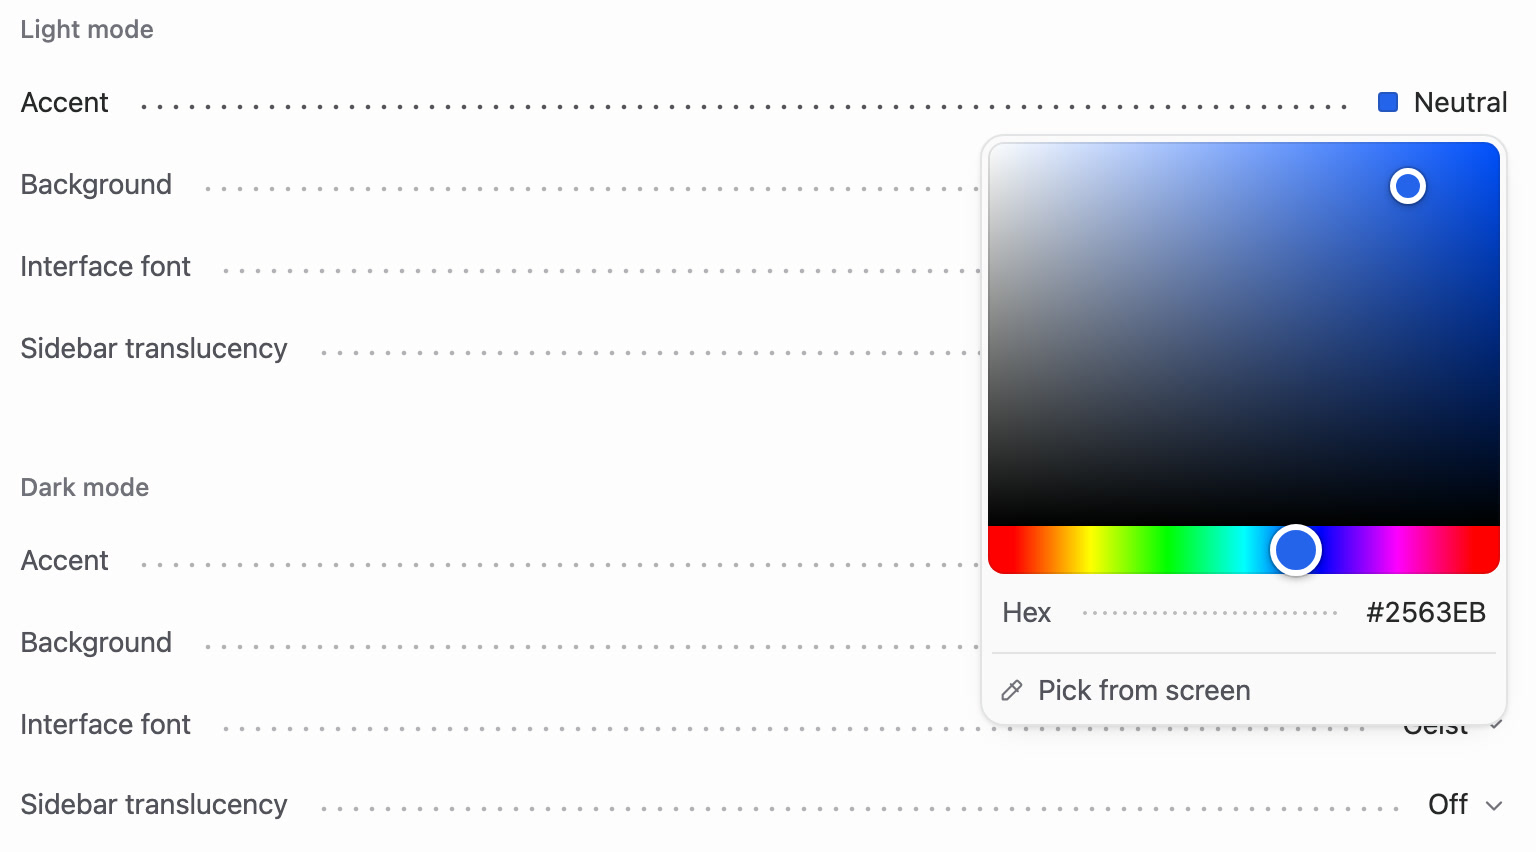 Light mode
Accent Neutral
Background
Interface font
Sidebar translucency
Hex #2563EB
Pick from screen
Dark mode
Accent
Background
Interface font Geist
Sidebar translucency Off